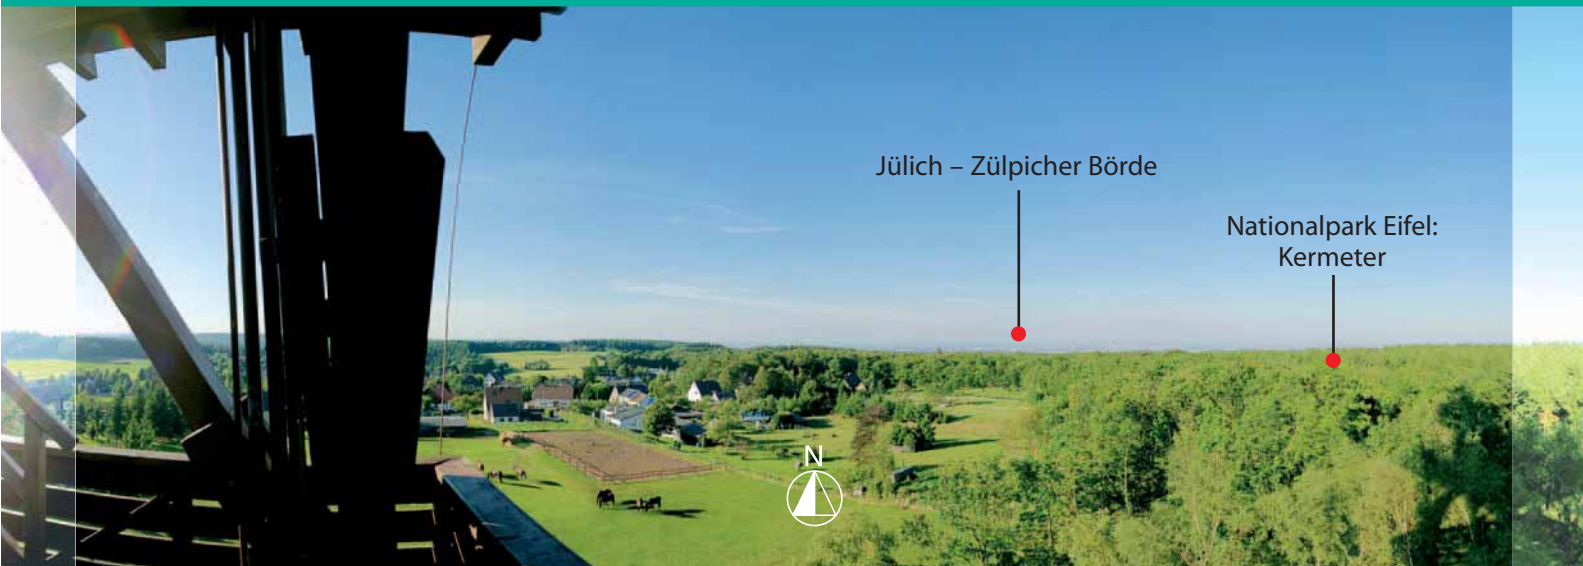 Jülich – Zülpicher Börde
Nationalpark Eifel:
Kermeter
N